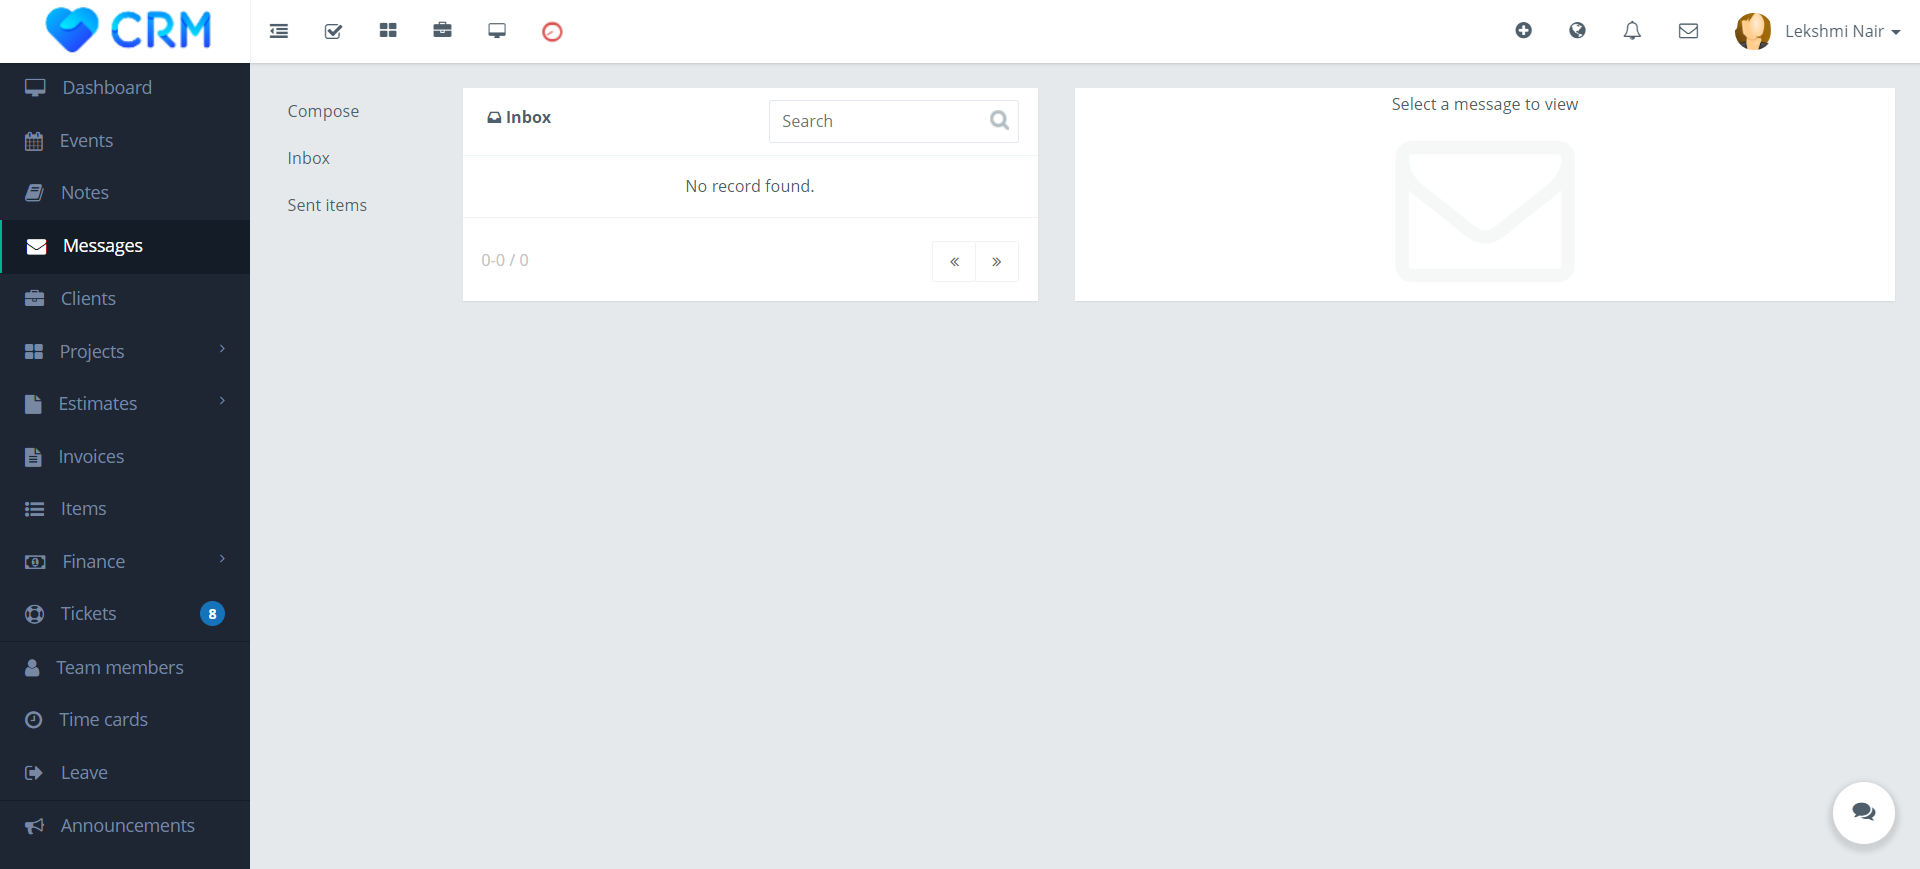 CRM
Lekshmi Nair
Dashboard
Events
Notes
Messages
Clients
Projects
Estimates
Invoices
Items
Finance
Tickets 8
Team members
Time cards
Leave
Announcements
Compose
Inbox
Sent items
Inbox
Search
No record found.
0-0 / 0
« »
Select a message to view